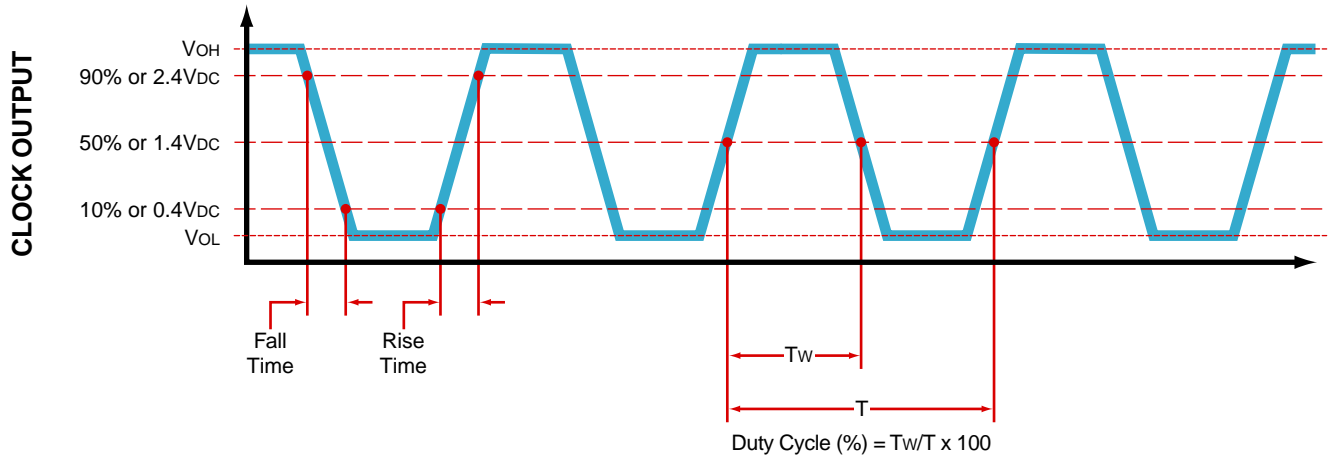 CLOCK OUTPUT
VOH
90% or 2.4VDC
50% or 1.4VDC
10% or 0.4VDC
VOL
Fall
Time
Rise
Time
TW
T
Duty Cycle (%) = TW/T x 100